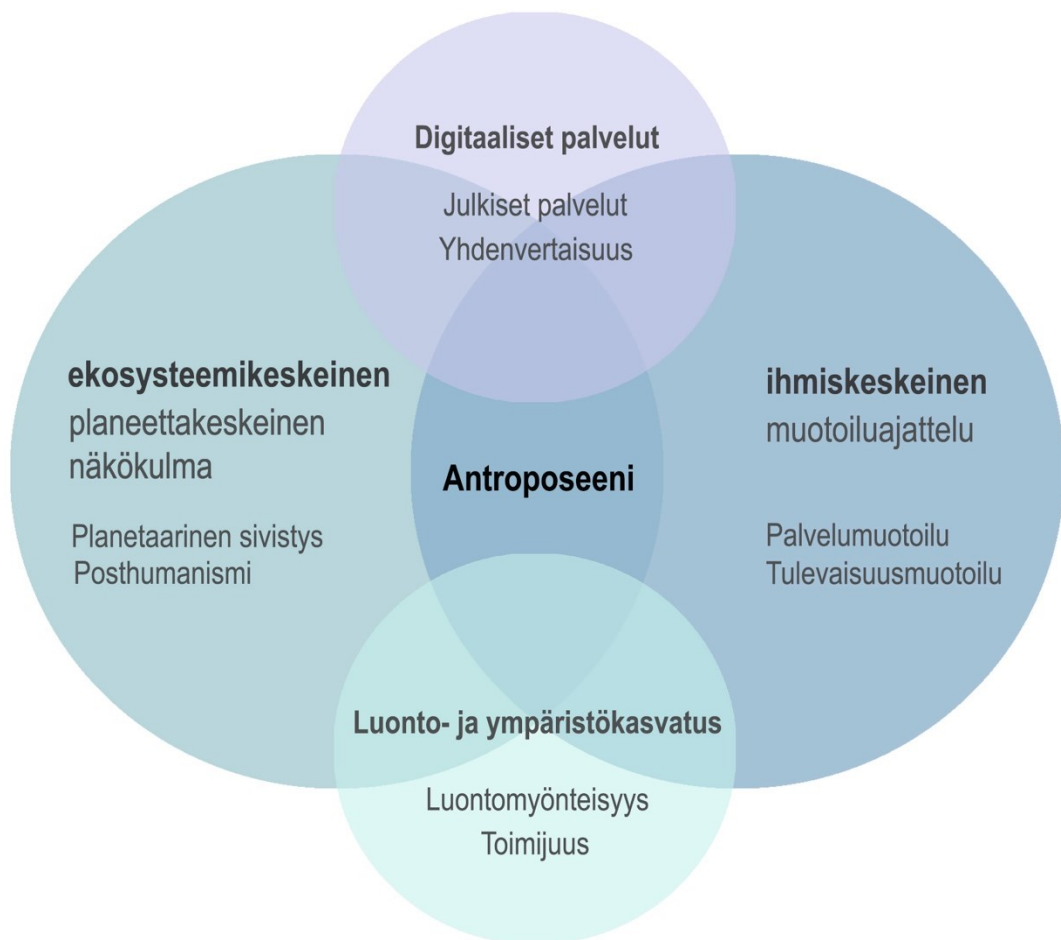 Digitaaliset palvelut
Julkiset palvelut
Yhdenvertaisuus
ekosysteemikeskeinen
planeettakeskeinen
näkökulma
Planetaarinen sivistys
Posthumanismi
Antroposeeni
ihmiskeskeinen
muotoiluajattelu
Palvelumuotoilu
Tulevaisuusmuotoilu
Luonto- ja ympäristökasvatus
Luontomyönteisyys
Toimijuus